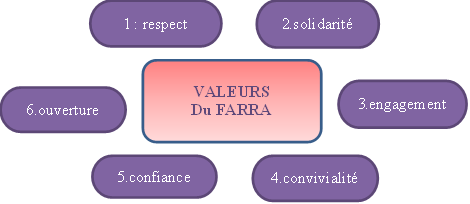 1 : respect
2.solidarité
VALEURS
Du FARRA
3.engagement
4.convivialité
5.confiance
6.ouverture